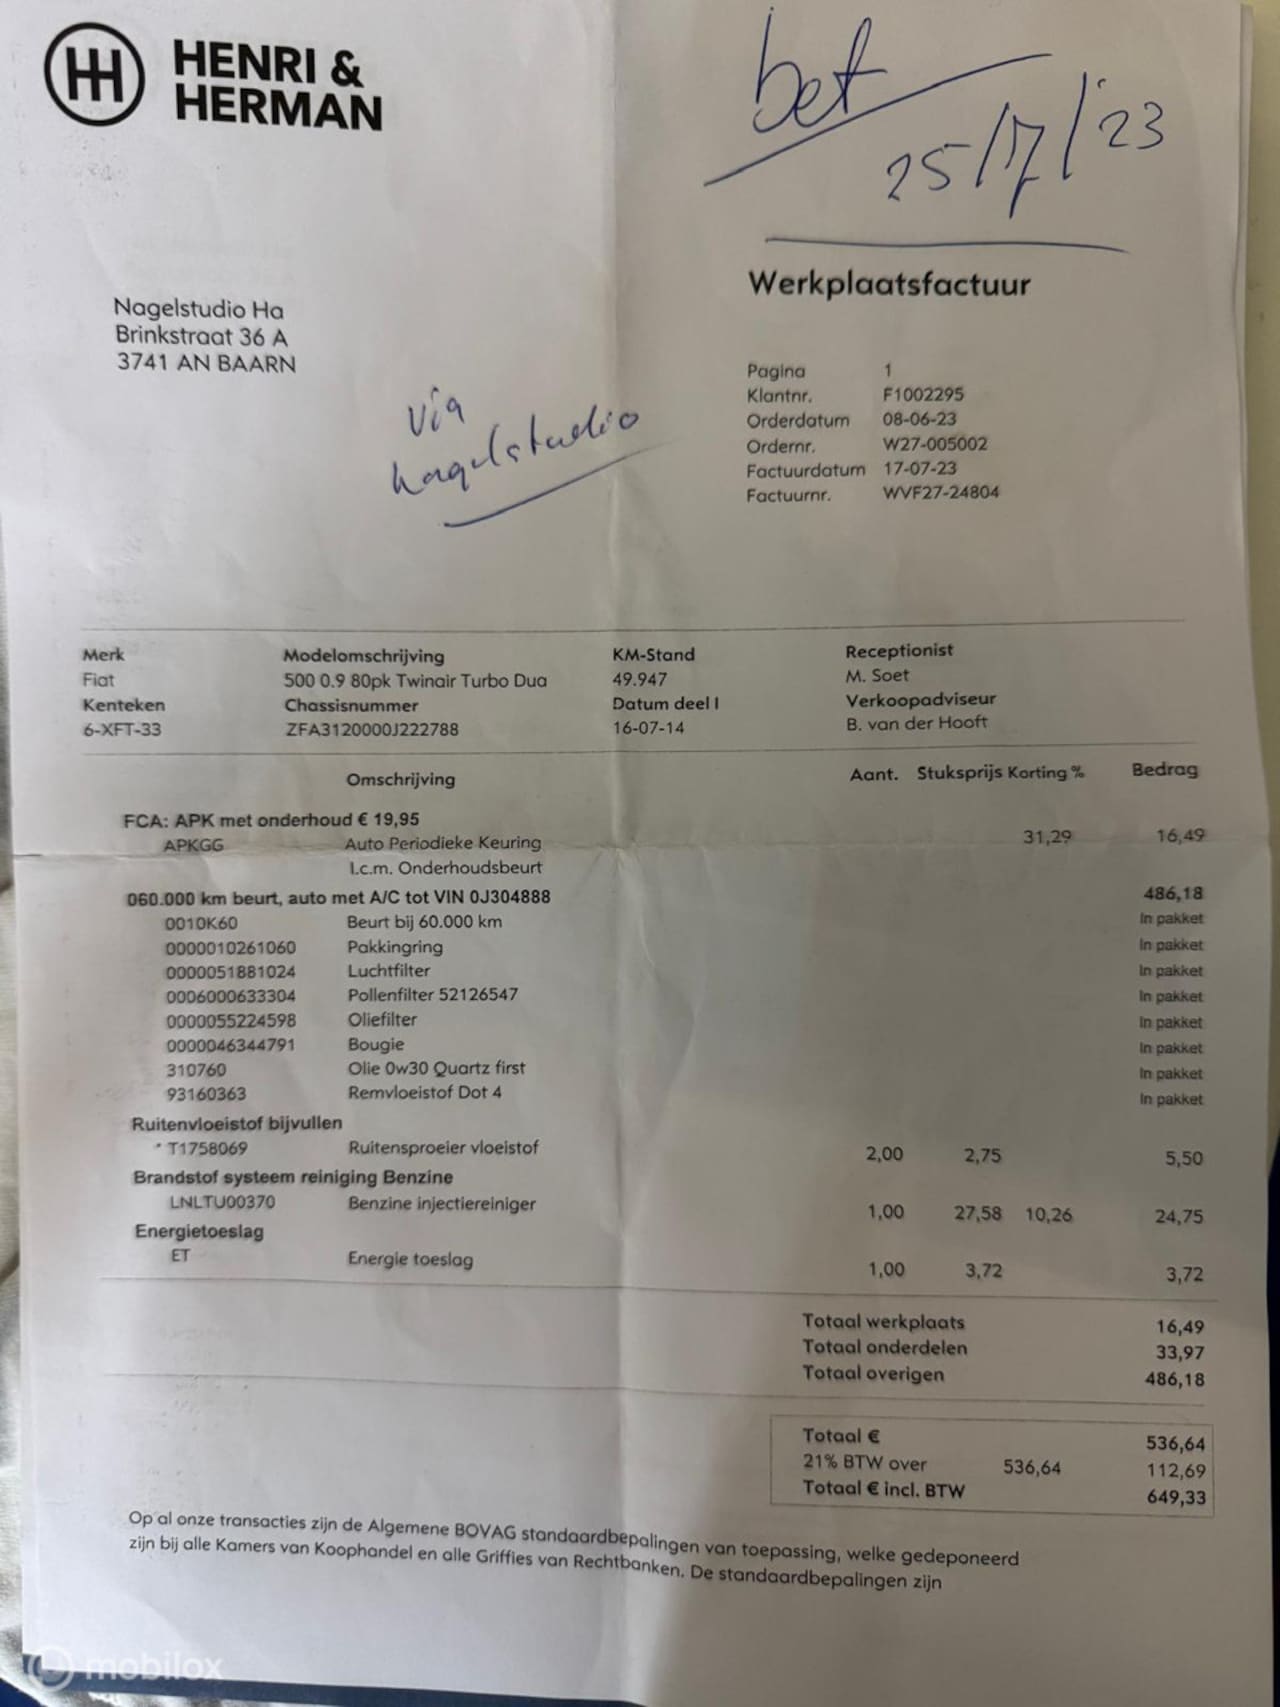 HENRI &
HERMAN
bet
25/7/'23
Werkplaatsfactuur
Nagelstudio Ha
Brinkstraat 36 A
3741 AN BAARN
via
nagelstudio
Pagina 1
Klantnr. F1002295
Orderdatum 08-06-23
Ordernr. W27-005002
Factuurdatum 17-07-23
Factuurnr. WVF27-24804
Merk Modelomschrijving KM-Stand Receptionist
Fiat 500 0.9 80pk Twinair Turbo Dua 49.947 M. Soet
Kenteken Chassisnummer Datum deel I Verkoopadviseur
6-XFT-33 ZFA3120000J222788 16-07-14 B. van der Hooft
Omschrijving Aant. Stuksprijs Korting % Bedrag
FCA: APK met onderhoud € 19,95
APKGG Auto Periodieke Keuring 31,29 16,49
I.c.m. Onderhoudsbeurt
060.000 km beurt, auto met A/C tot VIN 0J304888 486,18
0010K60 Beurt bij 60.000 km In pakket
0000010261060 Pakkingring In pakket
0000051881024 Luchtfilter In pakket
0006000633304 Pollenfilter 52126547 In pakket
0000055224598 Oliefilter In pakket
0000046344791 Bougie In pakket
310760 Olie 0w30 Quartz first In pakket
93160363 Remvloeistof Dot 4 In pakket
Ruitenvloeistof bijvullen
* T1758069 Ruitensproeier vloeistof 2,00 2,75 5,50
Brandstof systeem reiniging Benzine
LNLTU00370 Benzine injectiereiniger 1,00 27,58 10,26 24,75
Energietoeslag
ET Energie toeslag 1,00 3,72 3,72
Totaal werkplaats 16,49
Totaal onderdelen 33,97
Totaal overigen 486,18
Totaal € 536,64
21% BTW over 536,64 112,69
Totaal € incl. BTW 649,33
Op al onze transacties zijn de Algemene BOVAG standaardbepalingen van toepassing, welke gedeponeerd
zijn bij alle Kamers van Koophandel en alle Griffies van Rechtbanken. De standaardbepalingen zijn
mobilox